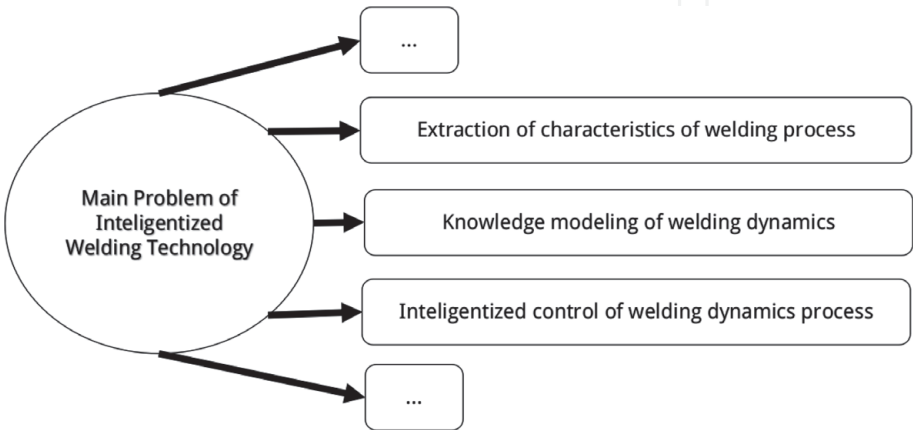 ...
Extraction of characteristics of welding process
Main Problem of
Inteligentized
Welding Technology
Knowledge modeling of welding dynamics
Inteligentized control of welding dynamics process
...